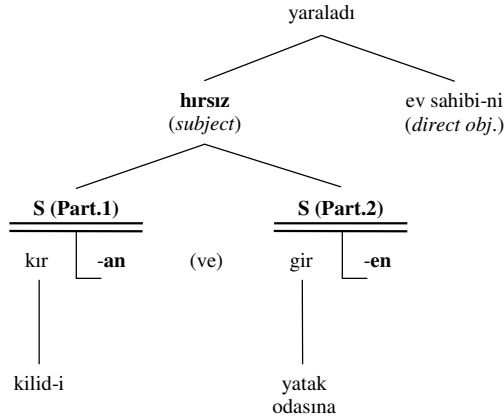 yaraladı
hırsız ev sahibi-ni
(subject) (direct obj.)
S (Part.1) S (Part.2)
kır -an (ve) gir -en
kilid-i yatak
odasına